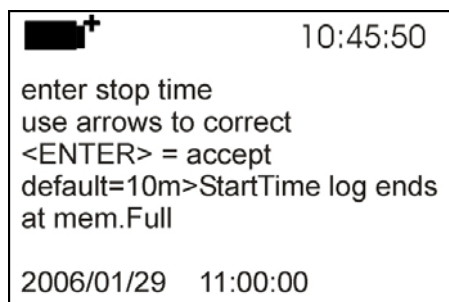 10:45:50
enter stop time
use arrows to correct
<ENTER> = accept
default=10m>StartTime log ends
at mem.Full
2006/01/29 11:00:00